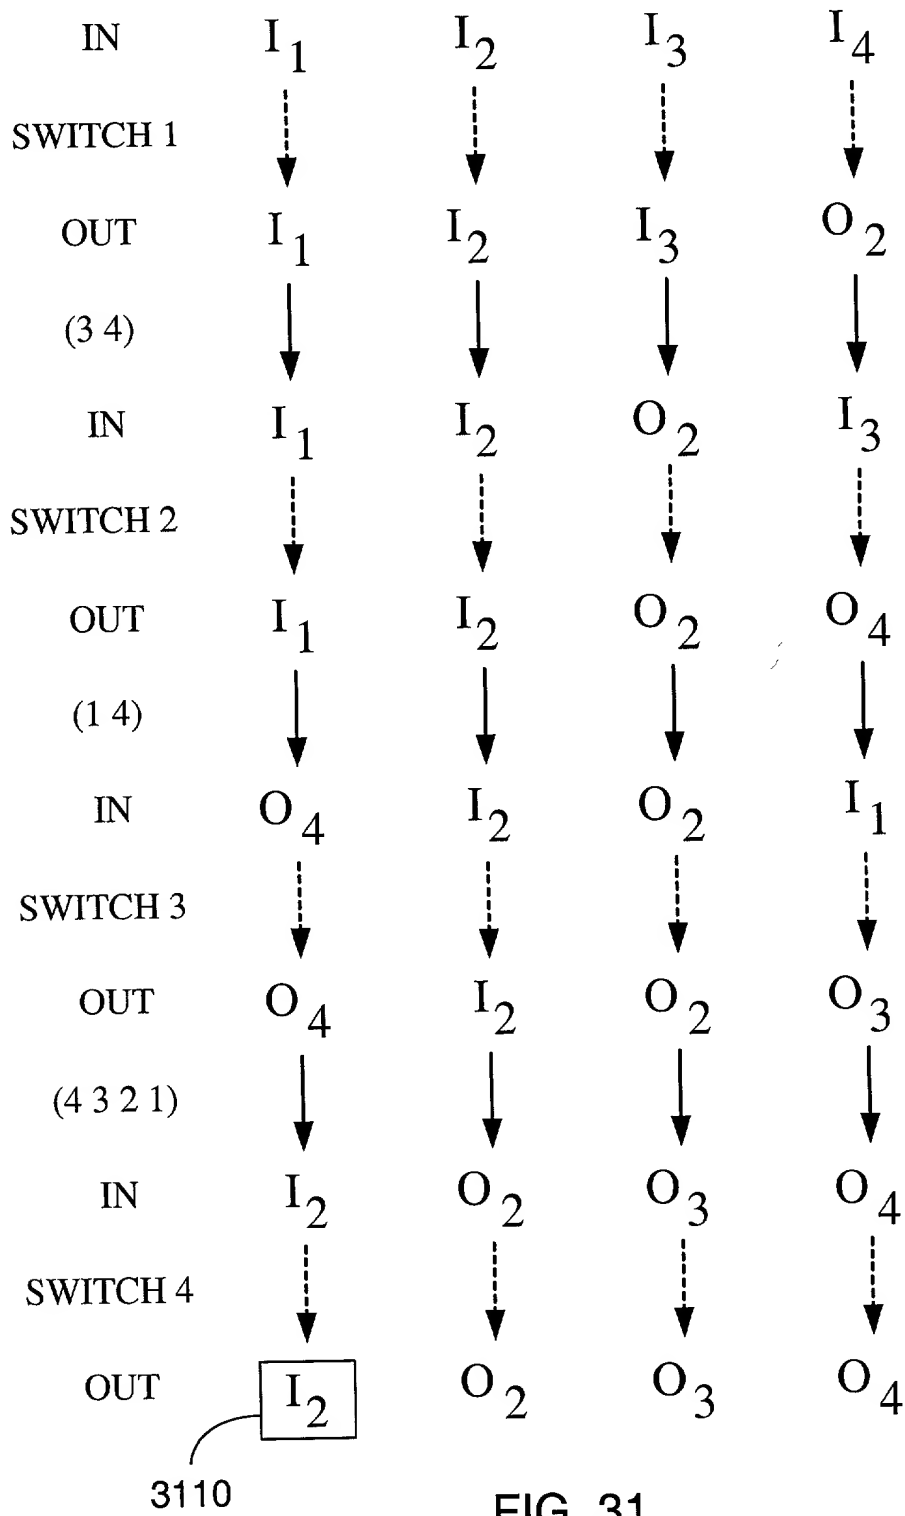 IN I1 I2 I3 I4
SWITCH 1
OUT I1 I2 I3 O2
(3 4)
IN I1 I2 O2 I3
SWITCH 2
OUT I1 I2 O2 O4
(1 4)
IN O4 I2 O2 I1
SWITCH 3
OUT O4 I2 O2 O3
(4 3 2 1)
IN I2 O2 O3 O4
SWITCH 4
OUT I2 O2 O3 O4
3110
FIG. 31